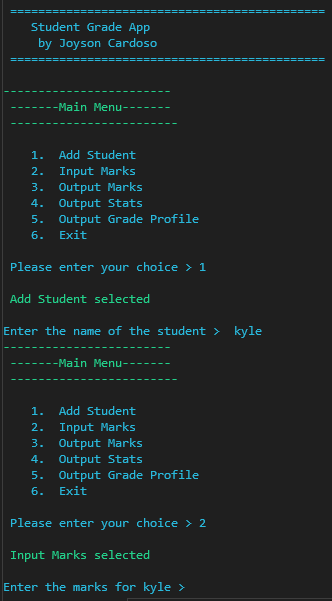 =============================================
Student Grade App
by Joyson Cardoso
=============================================
------------------------
-------Main Menu-------
------------------------
1. Add Student
2. Input Marks
3. Output Marks
4. Output Stats
5. Output Grade Profile
6. Exit
Please enter your choice > 1
Add Student selected
Enter the name of the student > kyle
------------------------
-------Main Menu-------
------------------------
1. Add Student
2. Input Marks
3. Output Marks
4. Output Stats
5. Output Grade Profile
6. Exit
Please enter your choice > 2
Input Marks selected
Enter the marks for kyle >